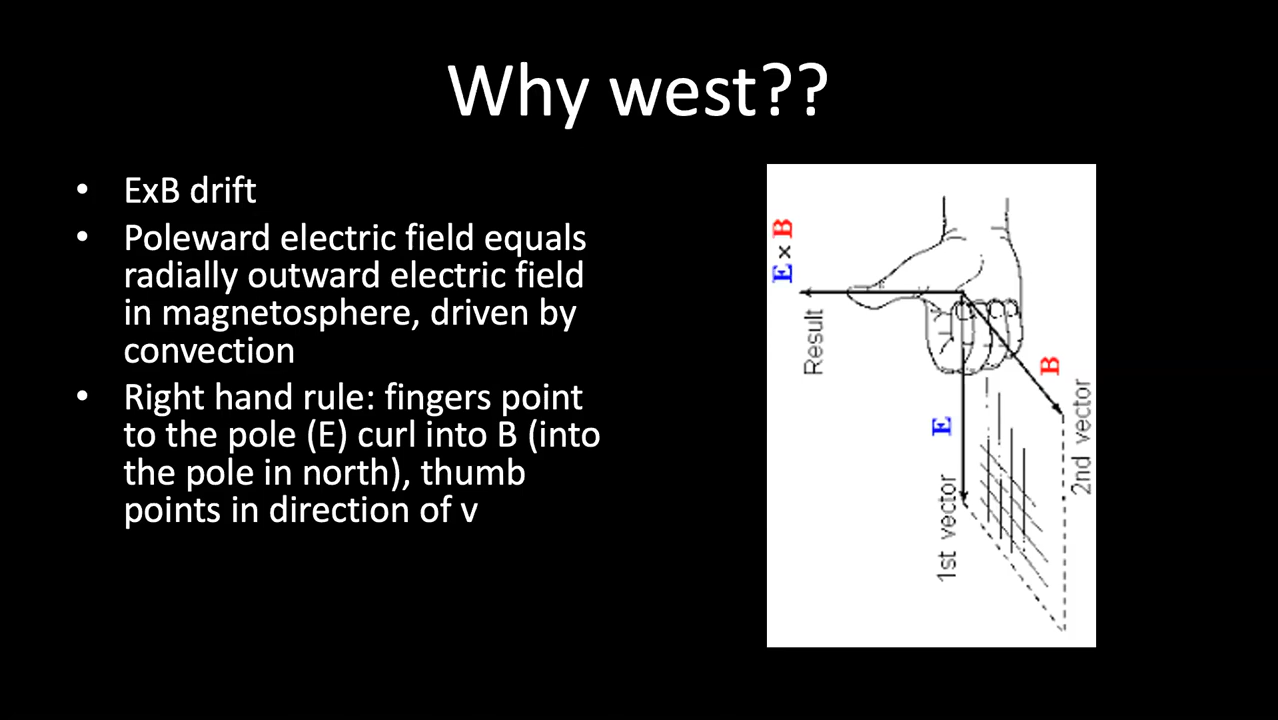 Why west??
• ExB drift
• Poleward electric field equals
radially outward electric field
in magnetosphere, driven by
convection
• Right hand rule: fingers point
to the pole (E) curl into B (into
the pole in north), thumb
points in direction of v
E × B
Result
B
E
1st vector
2nd vector